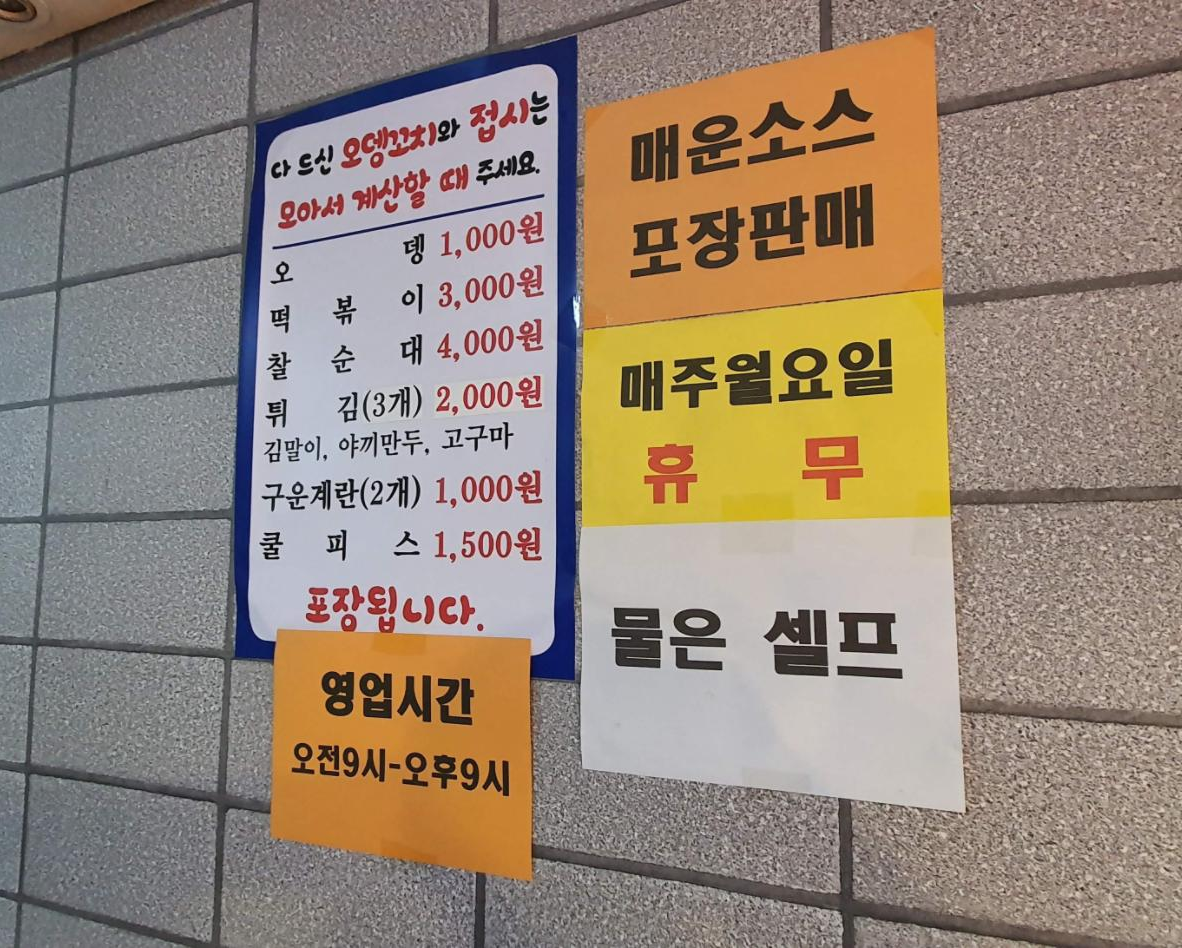 다 드신 오뎅꼬치와 접시는
모아서 계산할 때 주세요.
오 뎅 1,000원
떡 볶 이 3,000원
찰 순 대 4,000원
튀 김(3개) 2,000원
김말이, 야끼만두, 고구마
구운계란(2개) 1,000원
쿨 피 스 1,500원
포장됩니다.
영업시간
오전9시-오후9시
매운소스
포장판매
매주월요일
휴 무
물은 셀프